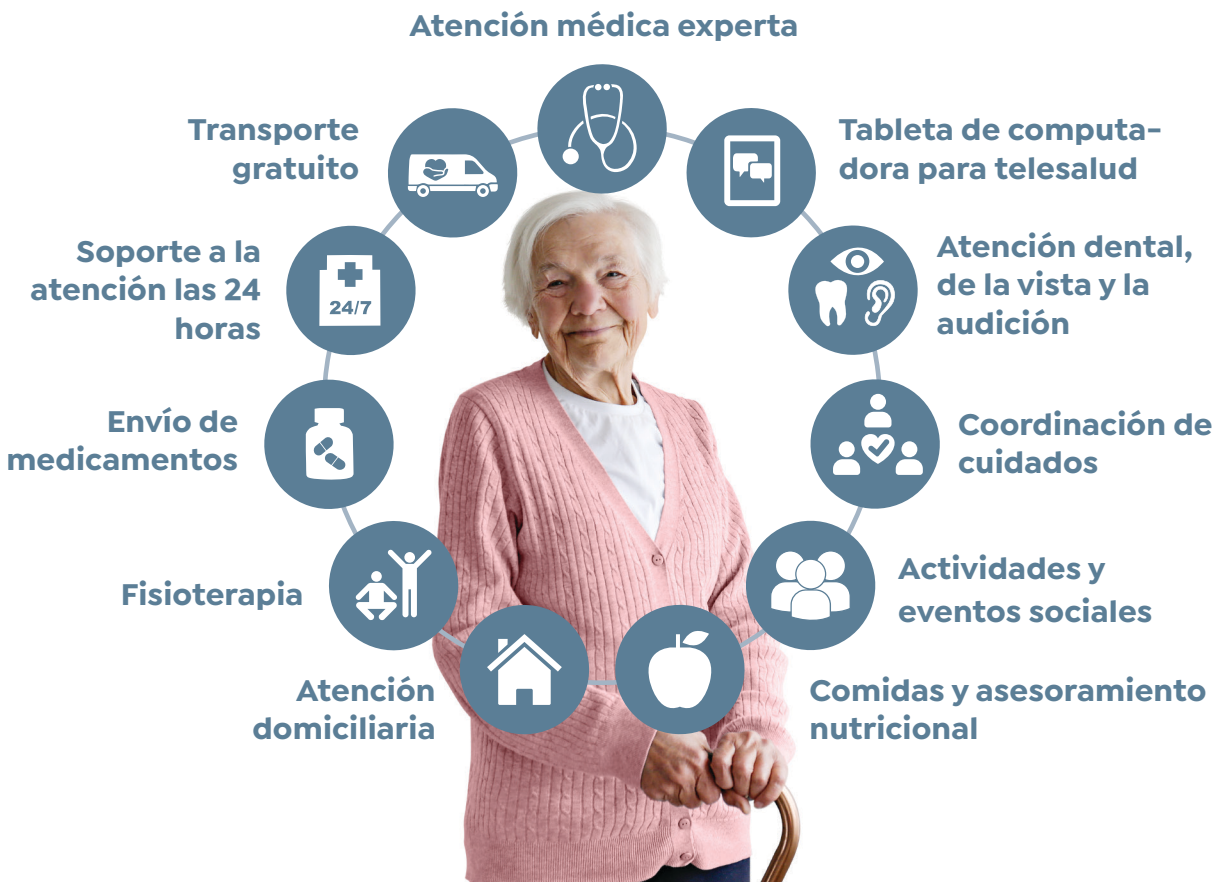 Atención médica experta
Tableta de computa-
dora para telesalud
Atención dental,
de la vista y la
audición
Coordinación de
cuidados
Actividades y
eventos sociales
Comidas y asesoramiento
nutricional
Atención
domiciliaria
Fisioterapia
Envío de
medicamentos
Soporte a la
atención las 24
horas
24/7
Transporte
gratuito